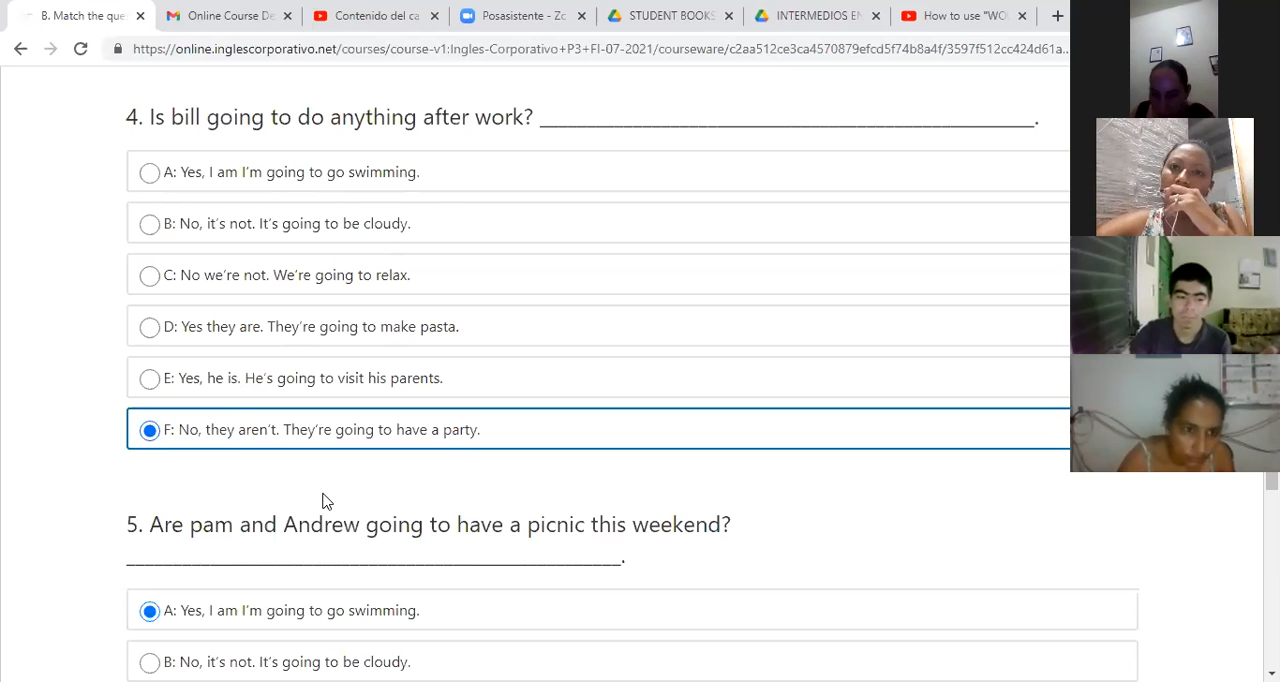 B. Match the que
Online Course De
Contenido del ca
Posasistente - Zc
STUDENT BOOKS
INTERMEDIOS EN
How to use "WO
https://online.inglescorporativo.net/courses/course-v1:Ingles-Corporativo+P3+FI-07-2021/courseware/c2aa512ce3ca4570879efcd5f74b8a4f/3597f512cc424d61a...
4. Is bill going to do anything after work? ______________________________________________.
A: Yes, I am I'm going to go swimming.
B: No, it's not. It's going to be cloudy.
C: No we're not. We're going to relax.
D: Yes they are. They're going to make pasta.
E: Yes, he is. He's going to visit his parents.
F: No, they aren't. They're going to have a party.
5. Are pam and Andrew going to have a picnic this weekend?
______________________________________________.
A: Yes, I am I'm going to go swimming.
B: No, it's not. It's going to be cloudy.